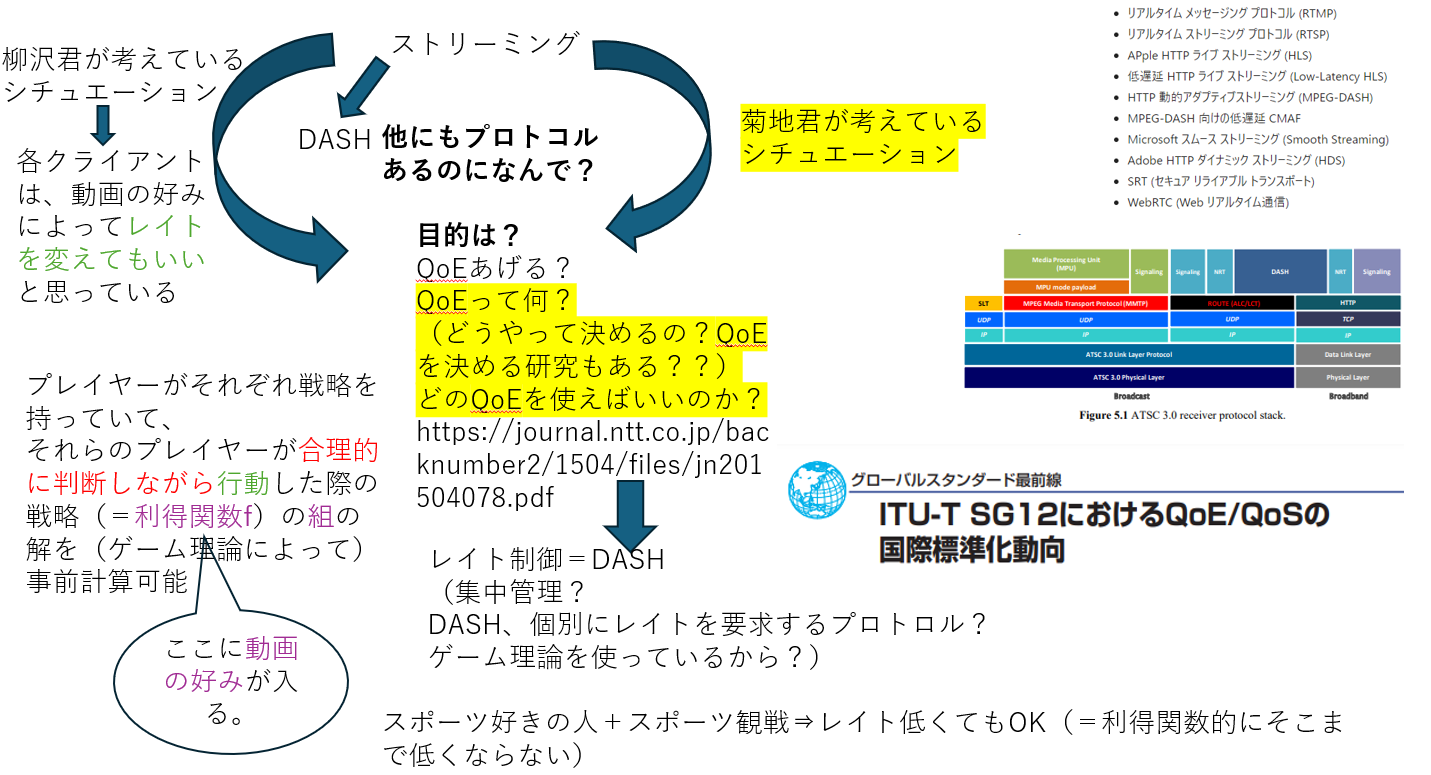 柳沢君が考えている
シチュエーション
各クライアント
は、動画の好み
によってレイト
を変えてもいい
と思っている
ストリーミング
DASH
他にもプロトコル
あるのになんで？
菊地君が考えている
シチュエーション
目的は？
QoEあげる？
QoEって何？
（どうやって決めるの？QoE
を決める研究もある？？）
どのQoEを使えばいいのか？
https://journal.ntt.co.jp/bac
knumber2/1504/files/jn201
504078.pdf
レイト制御＝DASH
（集中管理？
DASH、個別にレイトを要求するプロトロル？
ゲーム理論を使っているから？）
プレイヤーがそれぞれ戦略を
持っていて、
それらのプレイヤーが合理的
に判断しながら行動した際の
戦略（＝利得関数f）の組の
解を（ゲーム理論によって）
事前計算可能
ここに動画
の好みが入
る。
スポーツ好きの人＋スポーツ観戦⇒レイト低くてもOK（＝利得関数的にそこま
で低くならない）
• リアルタイム メッセージング プロトコル (RTMP)
• リアルタイム ストリーミング プロトコル (RTSP)
• APple HTTP ライブ ストリーミング (HLS)
• 低遅延 HTTP ライブ ストリーミング (Low-Latency HLS)
• HTTP 動的アダプティブストリーミング (MPEG-DASH)
• MPEG-DASH 向けの低遅延 CMAF
• Microsoft スムース ストリーミング (Smooth Streaming)
• Adobe HTTP ダイナミック ストリーミング (HDS)
• SRT (セキュア リライアブル トランスポート)
• WebRTC (Web リアルタイム通信)
Media Processing Unit
(MPU)
Signaling
Signaling
NRT
DASH
NRT
Signaling
MPU mode payload
SLT
MPEG Media Transport Protocol (MMTP)
ROUTE (ALC/LCT)
HTTP
UDP
UDP
UDP
TCP
IP
IP
IP
IP
ATSC 3.0 Link Layer Protocol
Data Link Layer
ATSC 3.0 Physical Layer
Physical Layer
Broadcast
Broadband
Figure 5.1 ATSC 3.0 receiver protocol stack.
グローバルスタンダード最前線
ITU-T SG12におけるQoE/QoSの
国際標準化動向